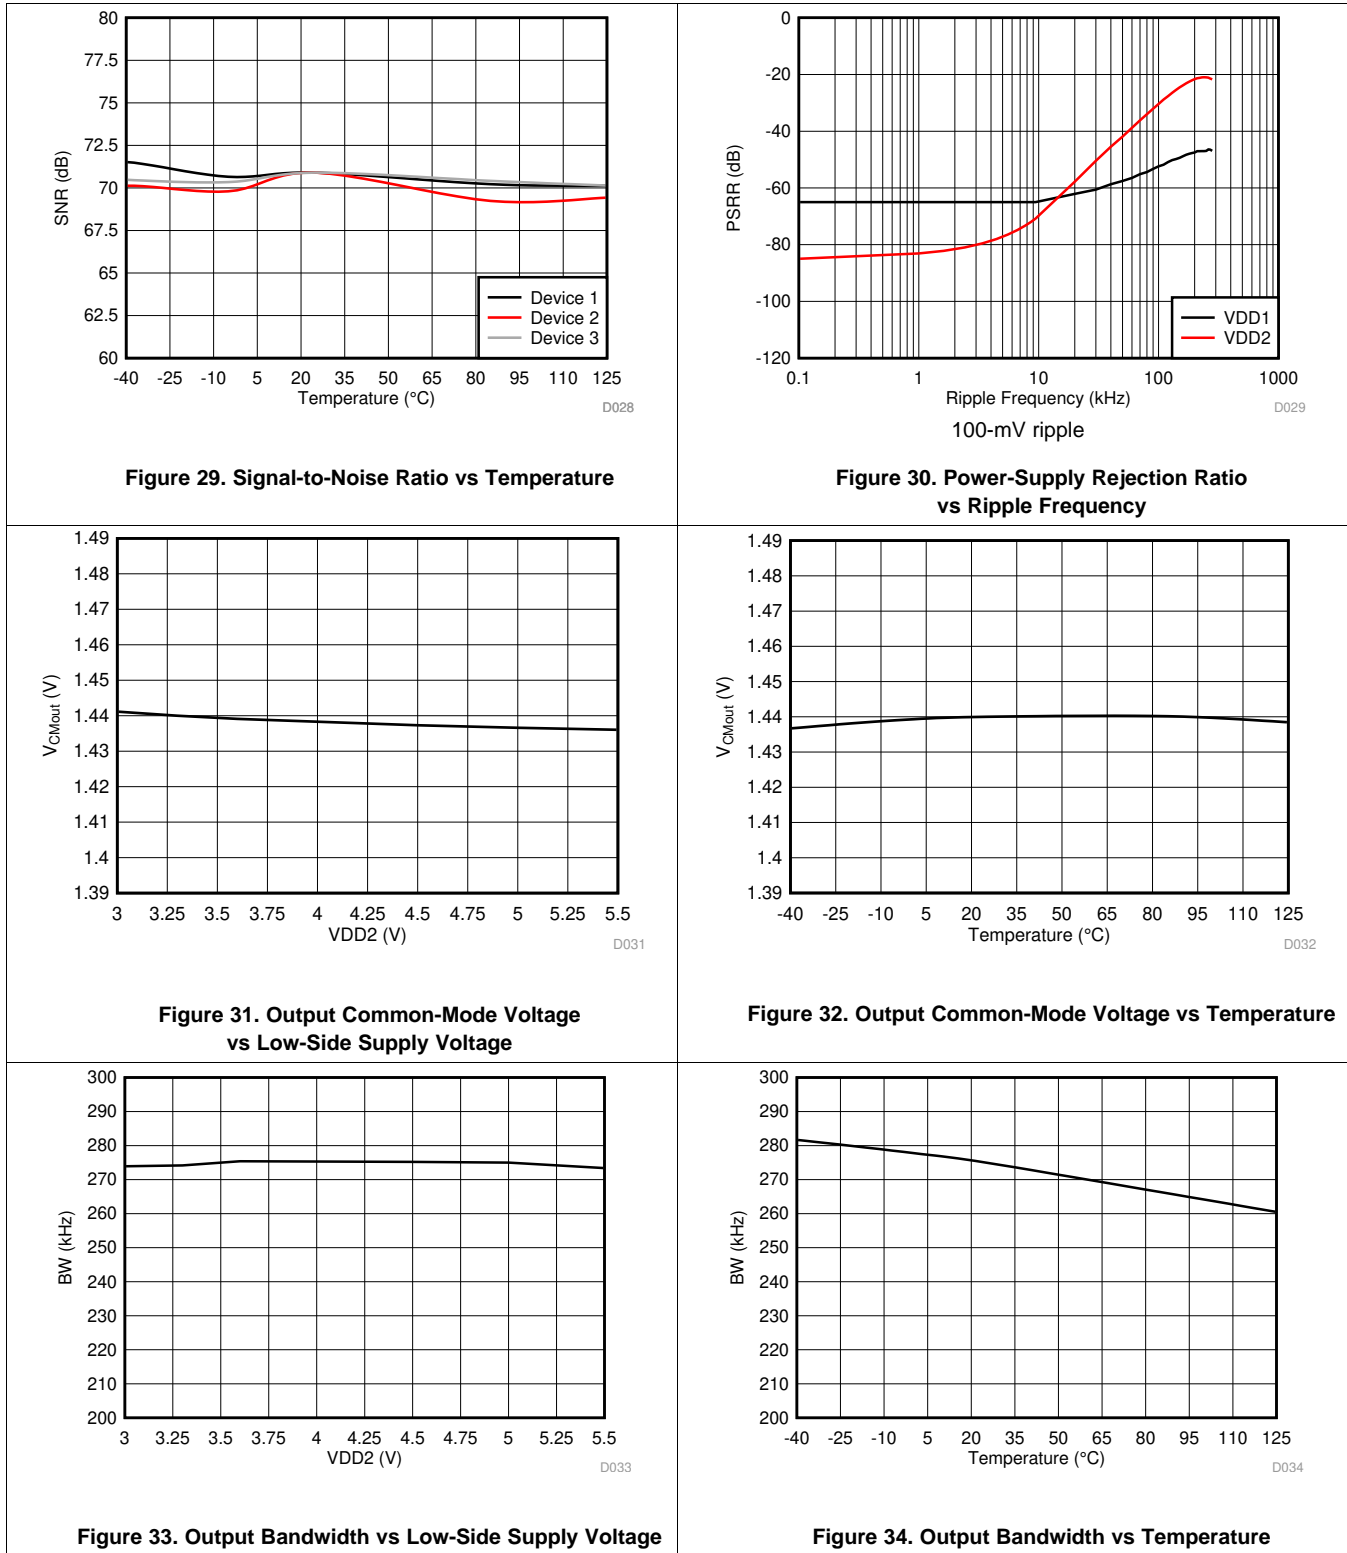 80
77.5
75
72.5
70
67.5
65
62.5
60
SNR (dB)
Device 1
Device 2
Device 3
-40 -25 -10 5 20 35 50 65 80 95 110 125
Temperature (°C)
D028
Figure 29. Signal-to-Noise Ratio vs Temperature
0
-20
-40
-60
-80
-100
-120
PSRR (dB)
VDD1
VDD2
0.1 1 10 100 1000
Ripple Frequency (kHz)
D029
100-mV ripple
Figure 30. Power-Supply Rejection Ratio
vs Ripple Frequency
1.49
1.48
1.47
1.46
1.45
1.44
1.43
1.42
1.41
1.4
1.39
VCMout (V)
3 3.25 3.5 3.75 4 4.25 4.5 4.75 5 5.25 5.5
VDD2 (V)
D031
Figure 31. Output Common-Mode Voltage
vs Low-Side Supply Voltage
1.49
1.48
1.47
1.46
1.45
1.44
1.43
1.42
1.41
1.4
1.39
VCMout (V)
-40 -25 -10 5 20 35 50 65 80 95 110 125
Temperature (°C)
D032
Figure 32. Output Common-Mode Voltage vs Temperature
300
290
280
270
260
250
240
230
220
210
200
BW (kHz)
3 3.25 3.5 3.75 4 4.25 4.5 4.75 5 5.25 5.5
VDD2 (V)
D033
Figure 33. Output Bandwidth vs Low-Side Supply Voltage
300
290
280
270
260
250
240
230
220
210
200
BW (kHz)
-40 -25 -10 5 20 35 50 65 80 95 110 125
Temperature (°C)
D034
Figure 34. Output Bandwidth vs Temperature